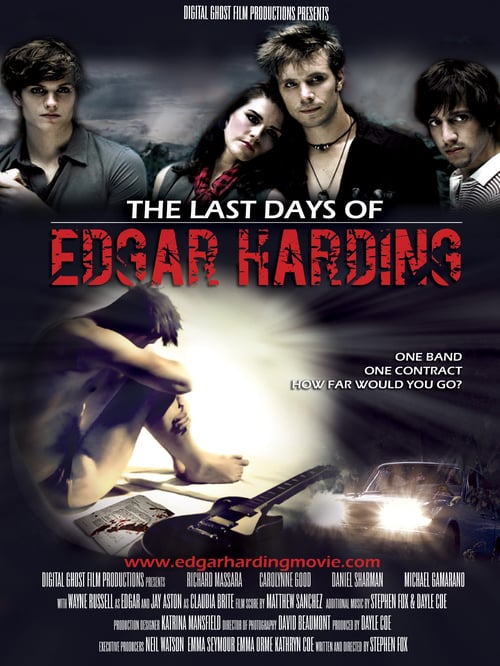 DIGITAL GHOST FILM PRODUCTIONS PRESENTS
THE LAST DAYS OF
EDGAR HARDING
ONE BAND
ONE CONTRACT
HOW FAR WOULD YOU GO?
www.edgarhardingmovie.com
DIGITAL GHOST FILM PRODUCTIONS PRESENTS RICHARD MASSARA CAROLYNNE GOOD DANIEL SHARMAN MICHAEL GAMARANO
WITH WAYNE RUSSELL AS EDGAR AND JAY ASTON AS CLAUDIA BRITE FILM SCORE BY MATTHEW SANCHEZ ADDITIONAL MUSIC BY STEPHEN FOX & DAYLE COE
PRODUCTION DESIGNER KATRINA MANSFIELD DIRECTOR OF PHOTOGRAPHY DAVID BEAUMONT PRODUCED BY DAYLE COE
EXECUTIVE PRODUCERS NEIL WATSON EMMA SEYMOUR EMMA ORME KATHRYN COE WRITTEN AND DIRECTED BY STEPHEN FOX